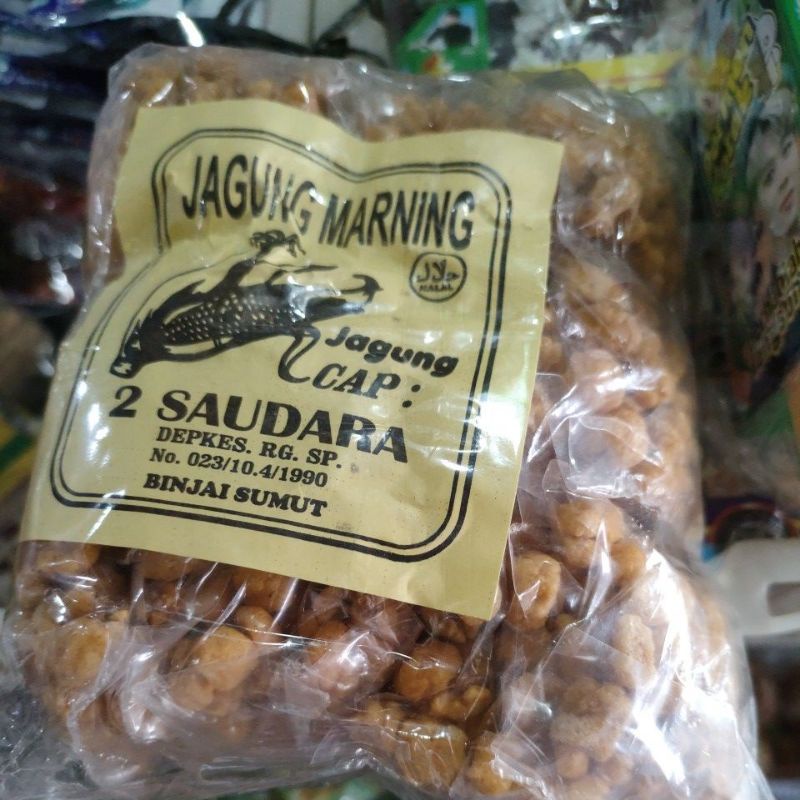 JAGUNG MARNING
حلال
HALAL
Jagung
CAP :
2 SAUDARA
DEPKES. RG. SP.
No. 023/10.4/1990
BINJAI SUMUT